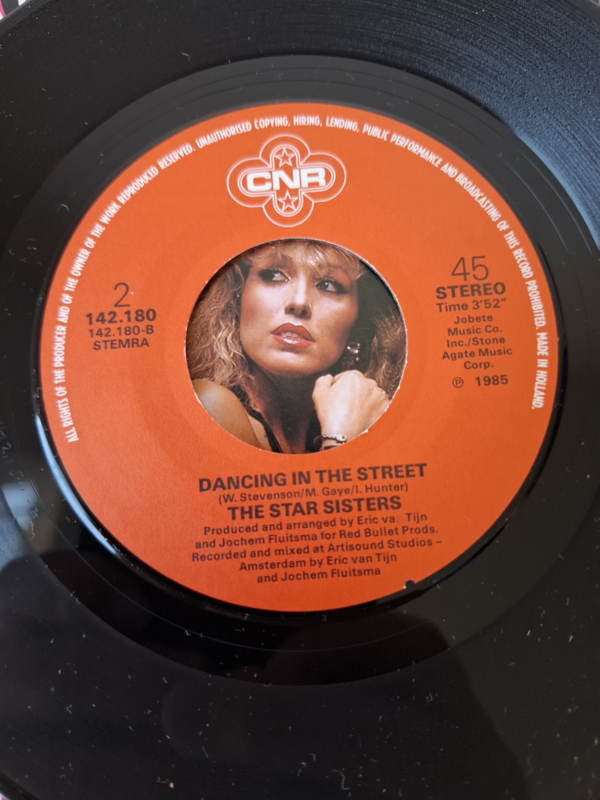 ALL RIGHTS OF THE PRODUCER AND OF THE OWNER OF THE WORK REPRODUCED RESERVED. UNAUTHORISED COPYING, HIRING, LENDING, PUBLIC PERFORMANCE AND BROADCASTING OF THIS RECORD PROHIBITED. MADE IN HOLLAND.
CNR
2
142.180
142.180-B
STEMRA
45
STEREO
Time 3'52"
Jobete
Music Co.
Inc./Stone
Agate Music
Corp.
℗ 1985
DANCING IN THE STREET
(W. Stevenson/M. Gaye/I. Hunter)
THE STAR SISTERS
Produced and arranged by Eric va Tijn
and Jochem Fluitsma for Red Bullet Prods.
Recorded and mixed at Artisound Studios –
Amsterdam by Eric van Tijn
and Jochem Fluitsma